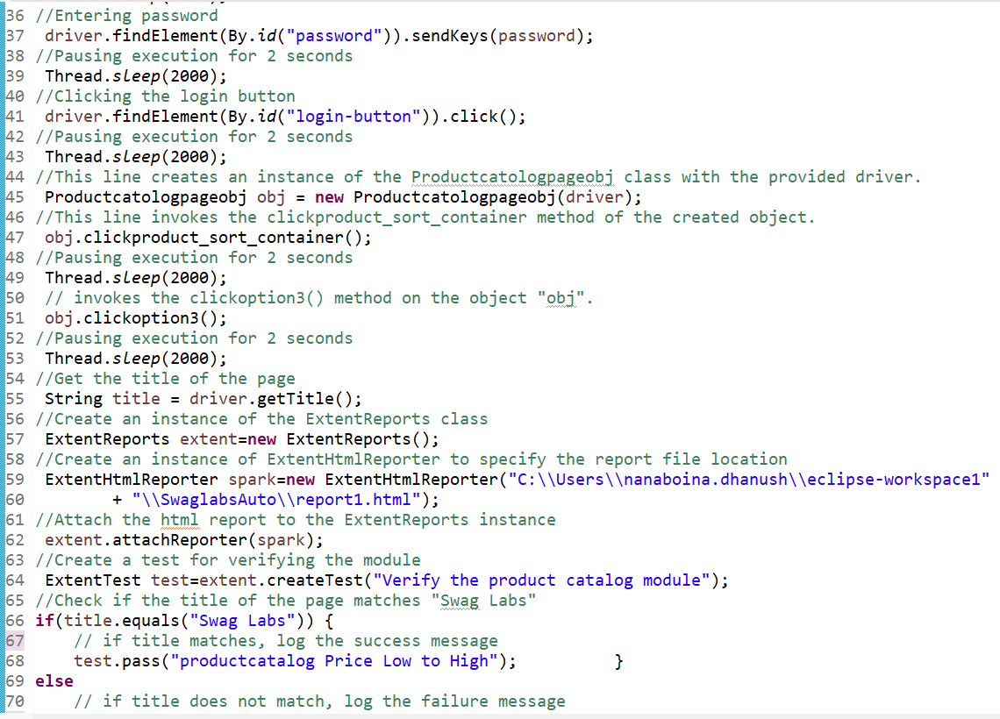 36 //Entering password
37 driver.findElement(By.id("password")).sendKeys(password);
38 //Pausing execution for 2 seconds
39 Thread.sleep(2000);
40 //Clicking the login button
41 driver.findElement(By.id("login-button")).click();
42 //Pausing execution for 2 seconds
43 Thread.sleep(2000);
44 //This line creates an instance of the Productcatologpageobj class with the provided driver.
45 Productcatologpageobj obj = new Productcatologpageobj(driver);
46 //This line invokes the clickproduct_sort_container method of the created object.
47 obj.clickproduct_sort_container();
48 //Pausing execution for 2 seconds
49 Thread.sleep(2000);
50 // invokes the clickoption3() method on the object "obj".
51 obj.clickoption3();
52 //Pausing execution for 2 seconds
53 Thread.sleep(2000);
54 //Get the title of the page
55 String title = driver.getTitle();
56 //Create an instance of the ExtentReports class
57 ExtentReports extent=new ExtentReports();
58 //Create an instance of ExtentHtmlReporter to specify the report file location
59 ExtentHtmlReporter spark=new ExtentHtmlReporter("C:\\Users\\nanaboina.dhanush\\eclipse-workspace1"
60 + "\\SwaglabsAuto\\report1.html");
61 //Attach the html report to the ExtentReports instance
62 extent.attachReporter(spark);
63 //Create a test for verifying the module
64 ExtentTest test=extent.createTest("Verify the product catalog module");
65 //Check if the title of the page matches "Swag Labs"
66 if(title.equals("Swag Labs")) {
67 // if title matches, log the success message
68 test.pass("productcatalog Price Low to High"); }
69 else
70 // if title does not match, log the failure message